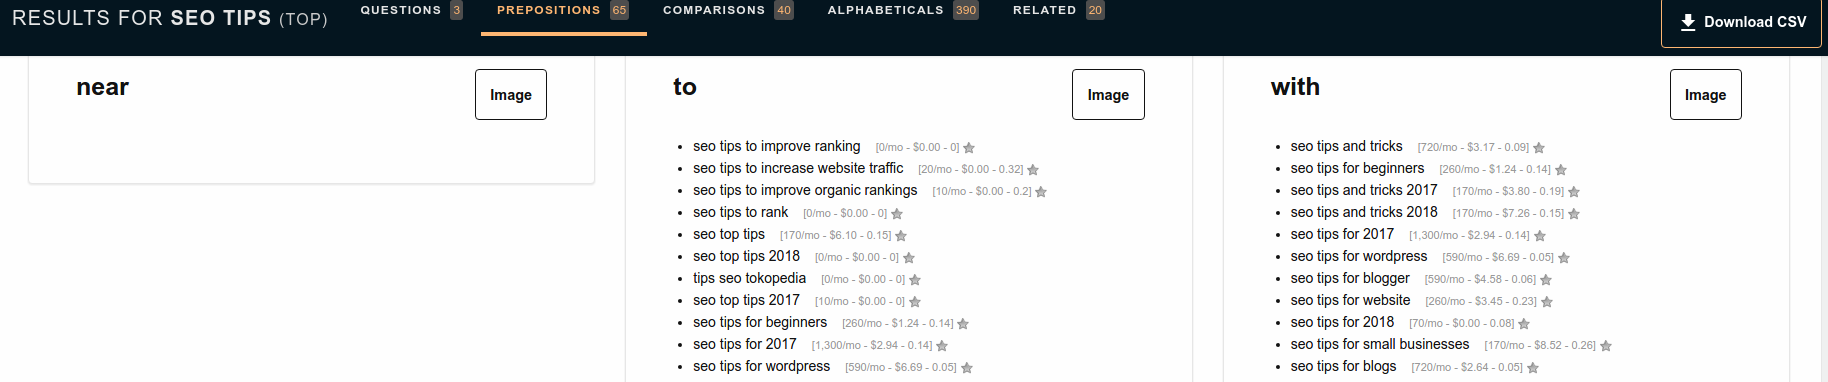 RESULTS FOR SEO TIPS (TOP)
QUESTIONS 3
PREPOSITIONS 65
COMPARISONS 40
ALPHABETICALS 390
RELATED 20
Download CSV
near
Image
to
Image
seo tips to improve ranking [0/mo - $0.00 - 0]
seo tips to increase website traffic [20/mo - $0.00 - 0.32]
seo tips to improve organic rankings [10/mo - $0.00 - 0.2]
seo tips to rank [0/mo - $0.00 - 0]
seo top tips [170/mo - $6.10 - 0.15]
seo top tips 2018 [0/mo - $0.00 - 0]
tips seo tokopedia [0/mo - $0.00 - 0]
seo top tips 2017 [10/mo - $0.00 - 0]
seo tips for beginners [260/mo - $1.24 - 0.14]
seo tips for 2017 [1,300/mo - $2.94 - 0.14]
seo tips for wordpress [590/mo - $6.69 - 0.05]
with
Image
seo tips and tricks [720/mo - $3.17 - 0.09]
seo tips for beginners [260/mo - $1.24 - 0.14]
seo tips and tricks 2017 [170/mo - $3.80 - 0.19]
seo tips and tricks 2018 [170/mo - $7.26 - 0.15]
seo tips for 2017 [1,300/mo - $2.94 - 0.14]
seo tips for wordpress [590/mo - $6.69 - 0.05]
seo tips for blogger [590/mo - $4.58 - 0.06]
seo tips for website [260/mo - $3.45 - 0.23]
seo tips for 2018 [70/mo - $0.00 - 0.08]
seo tips for small businesses [170/mo - $8.52 - 0.26]
seo tips for blogs [720/mo - $2.64 - 0.05]